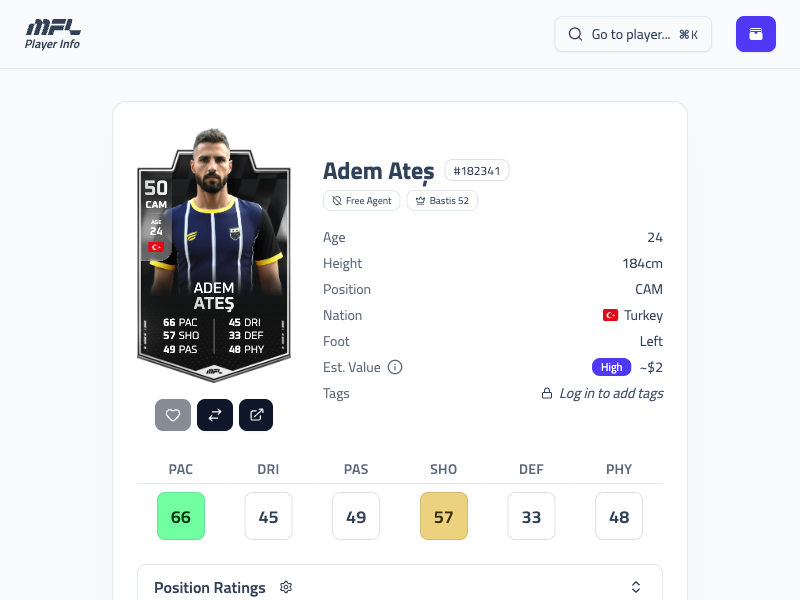 MFL
Player Info
Go to player... ⌘K
50
CAM
AGE
24
ADEM
ATEŞ
66 PAC 45 DRI
57 SHO 33 DEF
49 PAS 48 PHY
MFL
Adem Ateş #182341
Free Agent Bastis 52
Age 24
Height 184cm
Position CAM
Nation Turkey
Foot Left
Est. Value High ~$2
Tags Log in to add tags
PAC DRI PAS SHO DEF PHY
66 45 49 57 33 48
Position Ratings